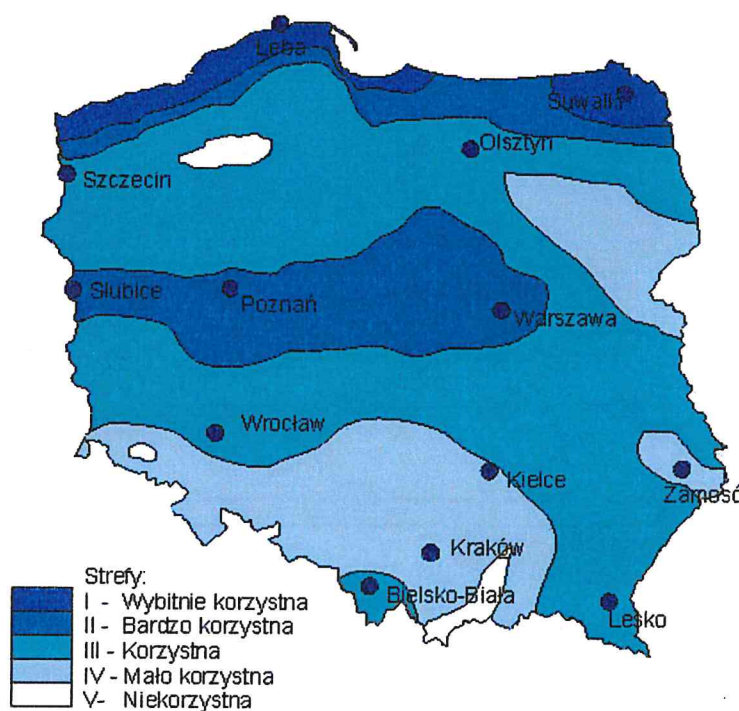 Łeba
Suwałki
Olsztyn
Szczecin
Słubice
Poznań
Warszawa
Wrocław
Kielce
Zamość
Kraków
Bielsko-Biała
Lesko
Strefy:
I - Wybitnie korzystna
II - Bardzo korzystna
III - Korzystna
IV - Mało korzystna
V- Niekorzystna